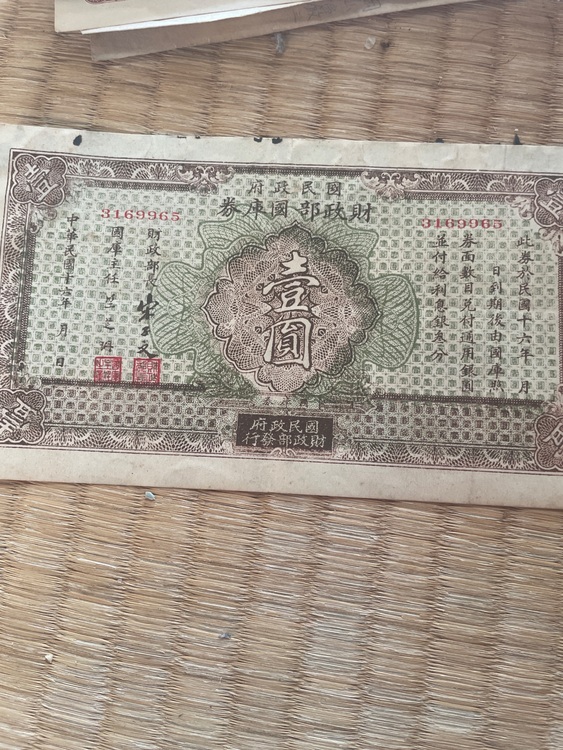 國民政府
財政部國庫券
3169965
3169965
此券於民國十六年 月
日到期後由國庫照
券面數目兌付通用銀圓
並付給利息銀叁分
壹圓
財政部長 宋子文
國庫主任
中華民國十六年 月 日
國民政府
財政部發行
壹
壹